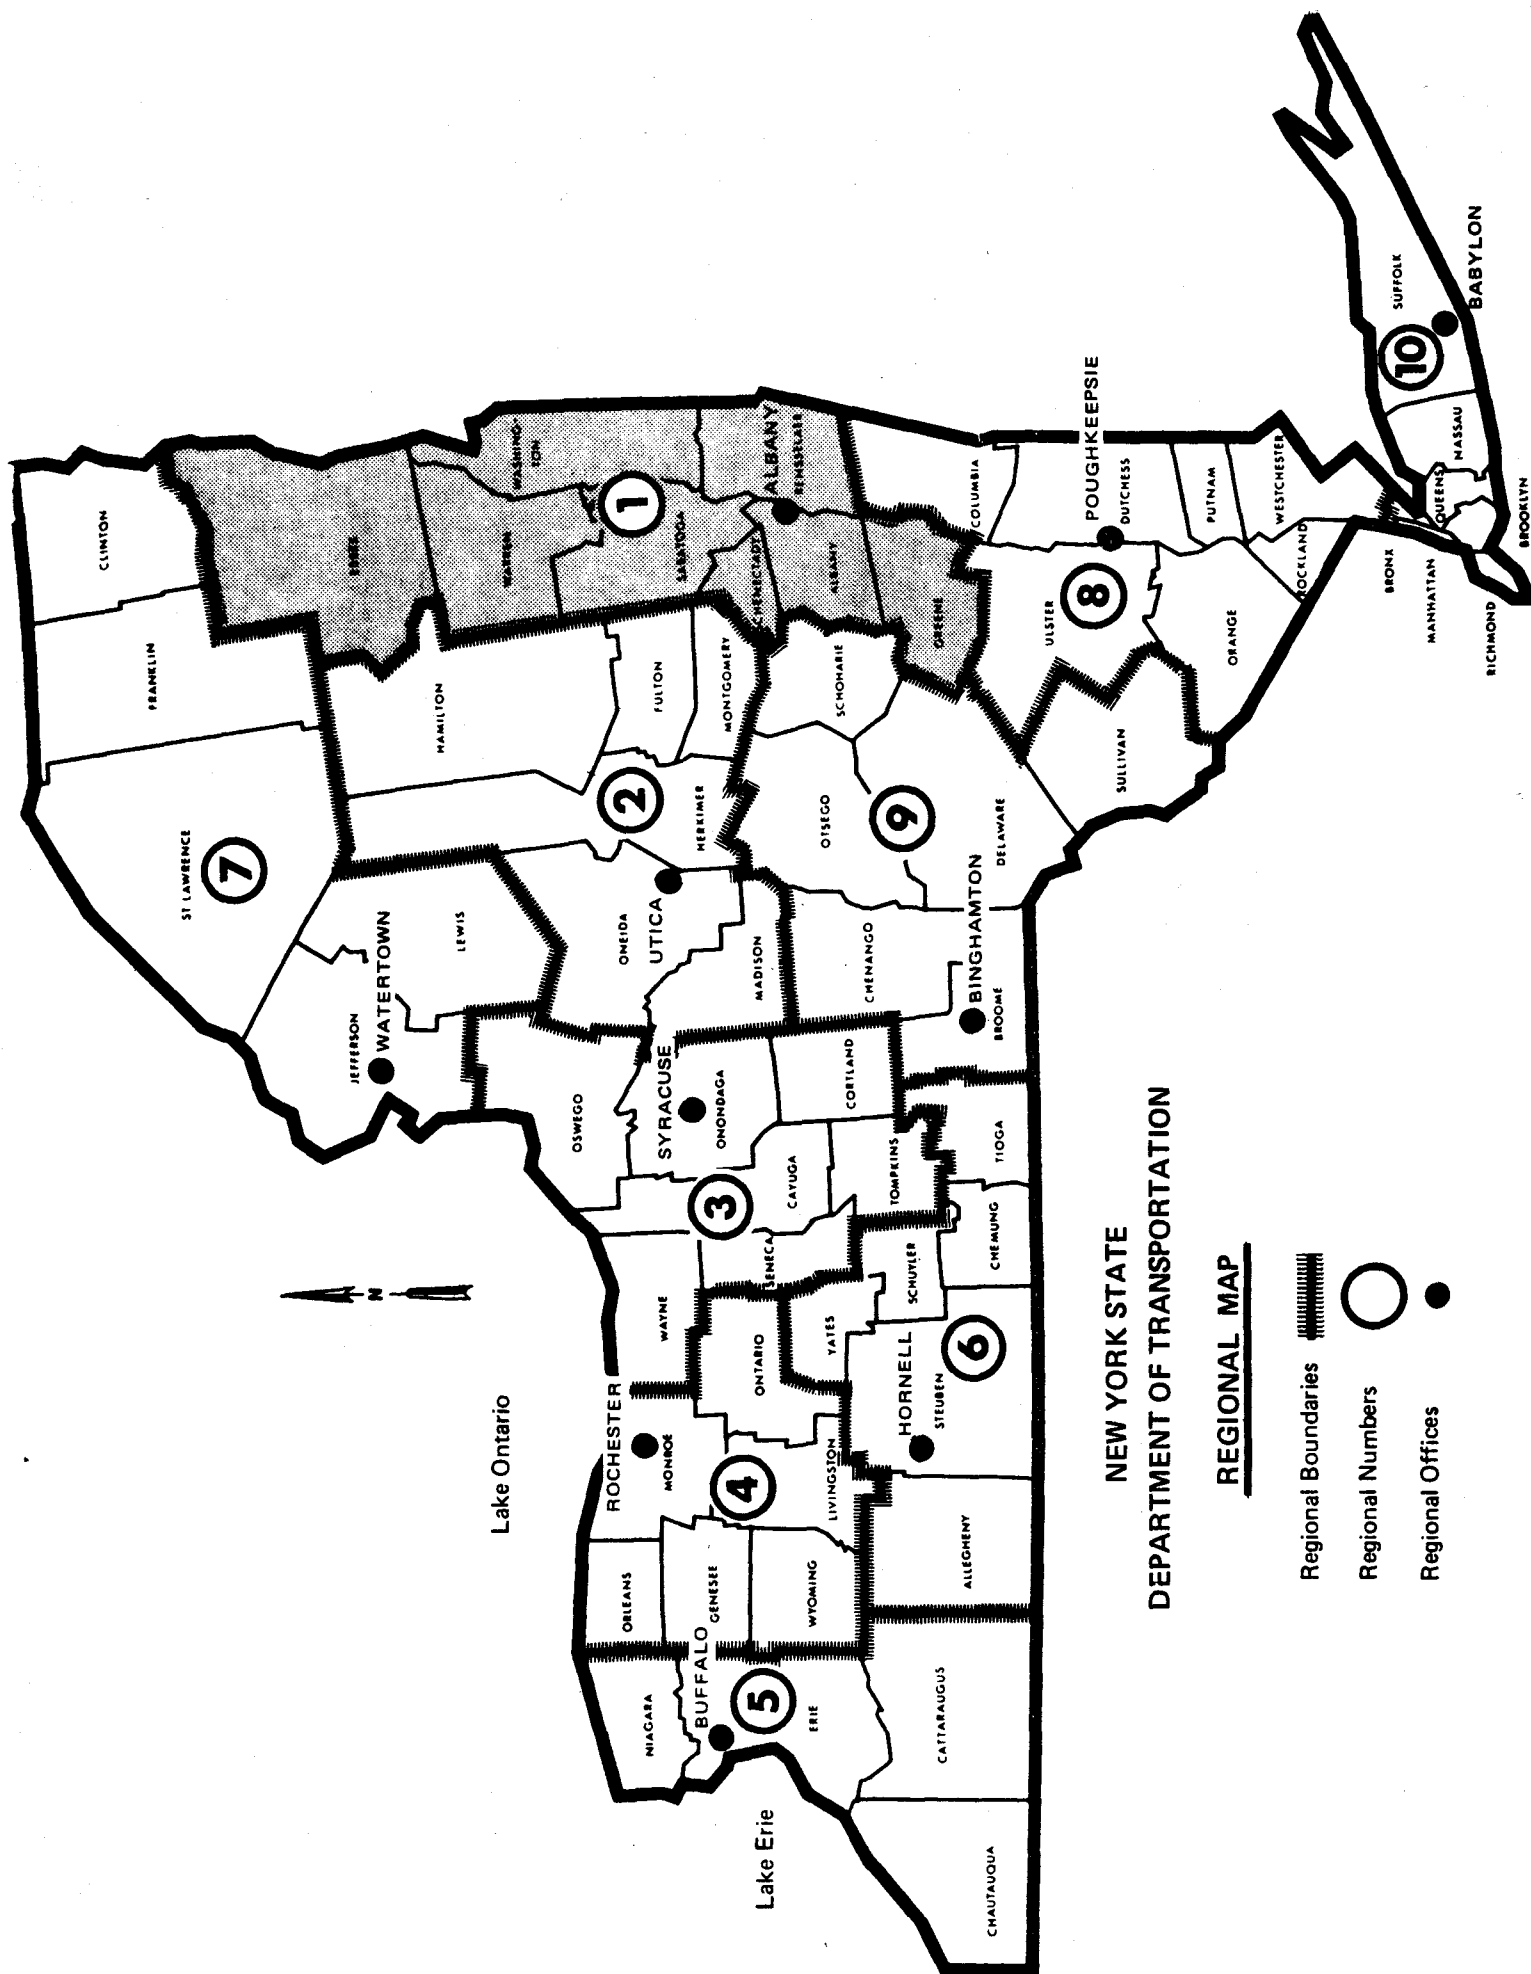 CLINTON
FRANKLIN
ST LAWRENCE
7
ESSEX
JEFFERSON
WATERTOWN
LEWIS
HAMILTON
WARREN
WASHING-
TON
1
2
HERKIMER
FULTON
MONTGOMERY
SARATOGA
SCHENECTADY
ALBANY
RENSSELAER
ALBANY
GREENE
SCHOHARIE
ONEIDA
UTICA
MADISON
OTSEGO
9
CHENANGO
DELAWARE
BINGHAMTON
BROOME
OSWEGO
SYRACUSE
ONONDAGA
CORTLAND
3
CAYUGA
TOMPKINS
TIOGA
SENECA
WAYNE
N
Lake Ontario
ROCHESTER
MONROE
ONTARIO
YATES
SCHUYLER
CHEMUNG
HORNELL
STEUBEN
6
4
LIVINGSTON
ORLEANS
GENESEE
WYOMING
ALLEGHENY
NIAGARA
BUFFALO
5
ERIE
CATTARAUGUS
CHAUTAUQUA
Lake Erie
COLUMBIA
POUGHKEEPSIE
DUTCHESS
ULSTER
8
SULLIVAN
ORANGE
PUTNAM
WESTCHESTER
ROCKLAND
BRONX
MANHATTAN
RICHMOND
BROOKLYN
QUEENS
NASSAU
SUFFOLK
10
BABYLON
NEW YORK STATE
DEPARTMENT OF TRANSPORTATION
REGIONAL MAP
Regional Boundaries
Regional Numbers
Regional Offices